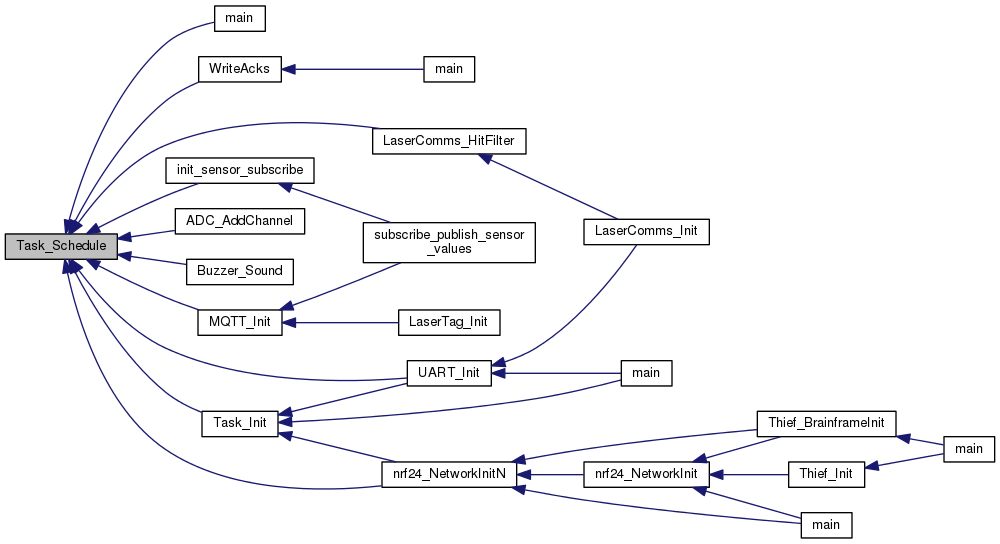 main
WriteAcks
main
LaserComms_HitFilter
init_sensor_subscribe
ADC_AddChannel
subscribe_publish_sensor
_values
LaserComms_Init
Task_Schedule
Buzzer_Sound
MQTT_Init
LaserTag_Init
UART_Init
main
Task_Init
Thief_BrainframeInit
main
nrf24_NetworkInitN
nrf24_NetworkInit
Thief_Init
main